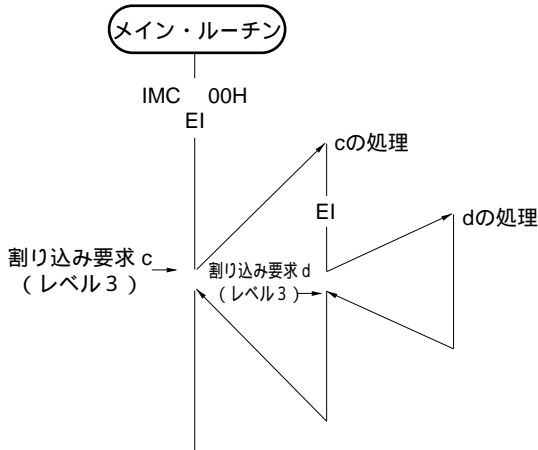 メイン・ルーチン
IMC 00H
EI
cの処理
EI
dの処理
割り込み要求 c
（レベル３）
割り込み要求 d
（レベル３）